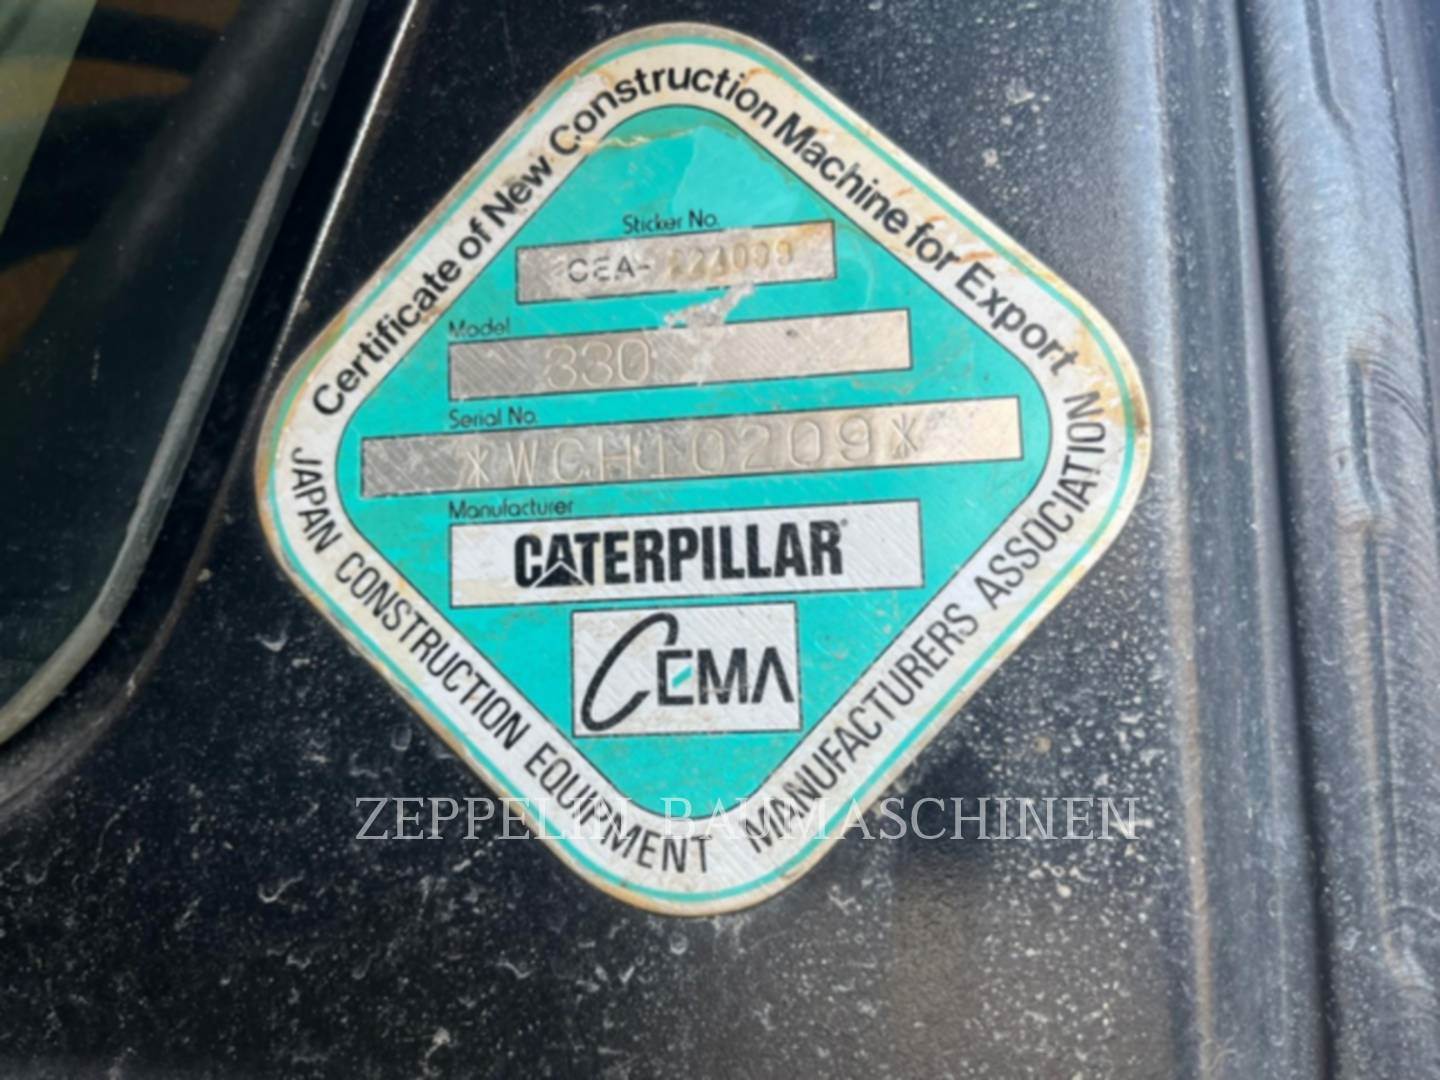 Certificate of New Construction Machine for Export
Sticker No.
CEA-
Model
330
Serial No.
*WCH10209*
Manufacturer
CATERPILLAR®
CEMA
JAPAN CONSTRUCTION EQUIPMENT MANUFACTURERS ASSOCIATION
ZEPPELIN BAUMASCHINEN